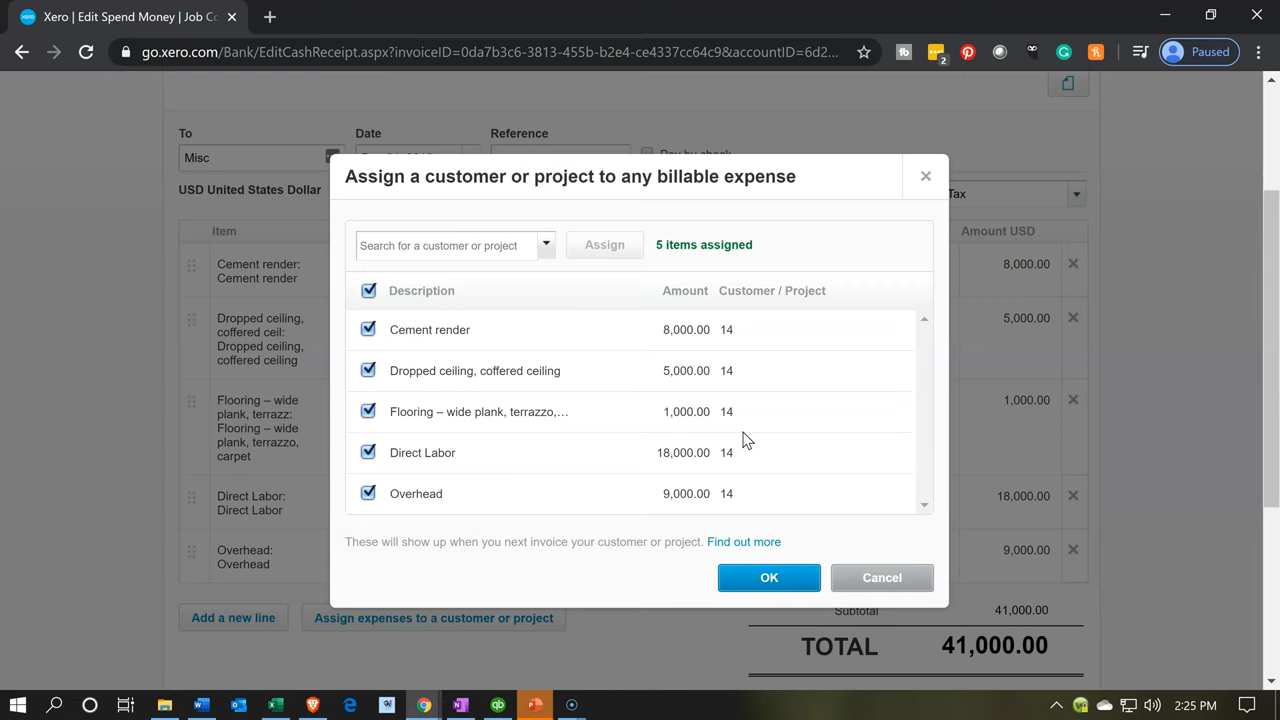 Xero | Edit Spend Money | Job Co
go.xero.com/Bank/EditCashReceipt.aspx?invoiceID=0da7b3c6-3813-455b-b2e4-ce4337cc64c9&accountID=6d2...
2
Paused
To
Date
Reference
Misc
USD United States Dollar
Tax
Item
Amount USD
Cement render:
Cement render
8,000.00
Dropped ceiling,
coffered ceil:
Dropped ceiling,
coffered ceiling
5,000.00
Flooring – wide
plank, terrazz:
Flooring – wide
plank, terrazzo,
carpet
1,000.00
Direct Labor:
Direct Labor
18,000.00
Overhead:
Overhead
9,000.00
Assign a customer or project to any billable expense
Search for a customer or project
Assign
5 items assigned
Description Amount Customer / Project
Cement render 8,000.00 14
Dropped ceiling, coffered ceiling 5,000.00 14
Flooring – wide plank, terrazzo,... 1,000.00 14
Direct Labor 18,000.00 14
Overhead 9,000.00 14
These will show up when you next invoice your customer or project. Find out more
OK
Cancel
Add a new line
Assign expenses to a customer or project
Subtotal 41,000.00
TOTAL 41,000.00
2:25 PM